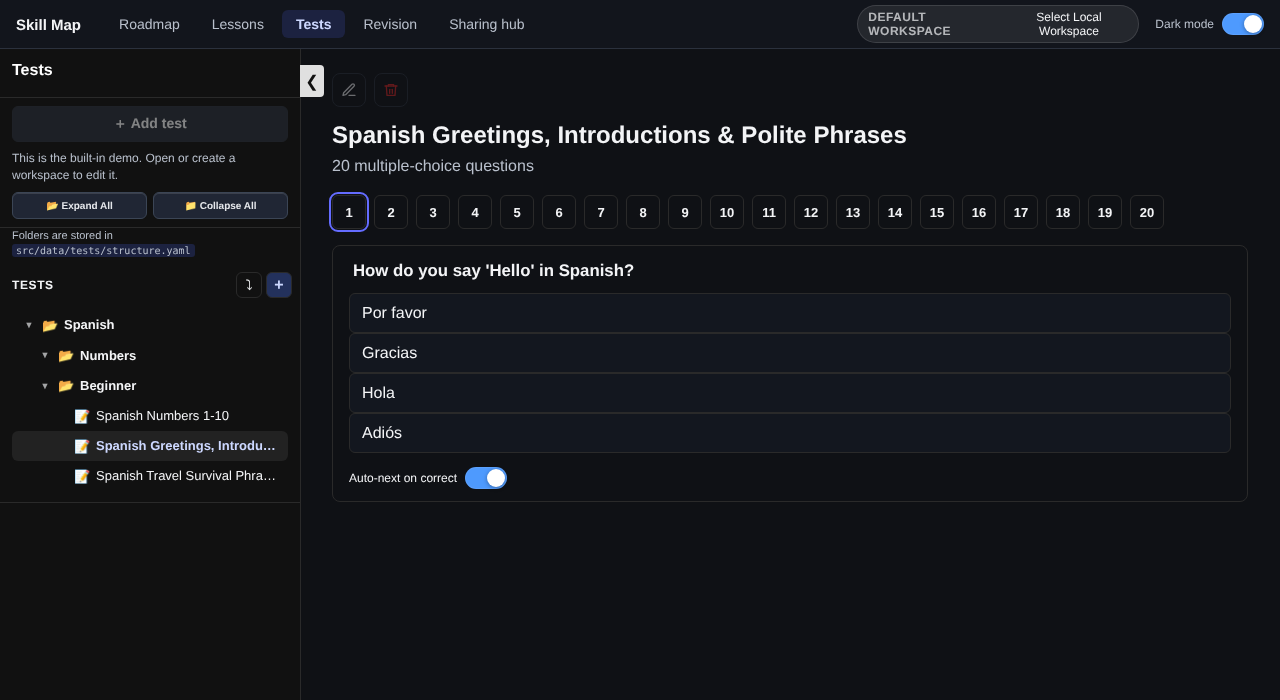 Skill Map
Roadmap
Lessons
Tests
Revision
Sharing hub
DEFAULT
WORKSPACE
Select Local
Workspace
Dark mode
Tests
+ Add test
This is the built-in demo. Open or create a
workspace to edit it.
Expand All
Collapse All
Folders are stored in
src/data/tests/structure.yaml
TESTS
+
Spanish
Numbers
Beginner
Spanish Numbers 1-10
Spanish Greetings, Introdu...
Spanish Travel Survival Phra...
Spanish Greetings, Introductions & Polite Phrases
20 multiple-choice questions
1 2 3 4 5 6 7 8 9 10 11 12 13 14 15 16 17 18 19 20
How do you say 'Hello' in Spanish?
Por favor
Gracias
Hola
Adiós
Auto-next on correct